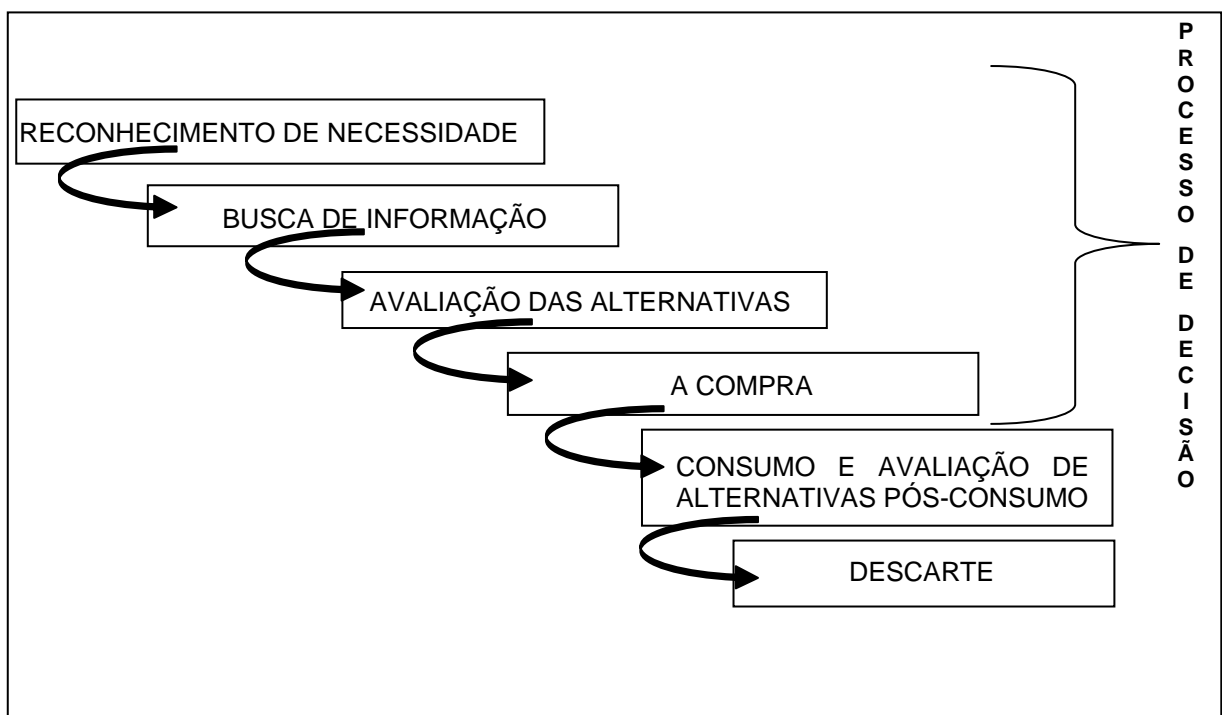 RECONHECIMENTO DE NECESSIDADE
BUSCA DE INFORMAÇÃO
AVALIAÇÃO DAS ALTERNATIVAS
A COMPRA
CONSUMO E AVALIAÇÃO DE
ALTERNATIVAS PÓS-CONSUMO
DESCARTE
PROCESSO DE DECISÃO